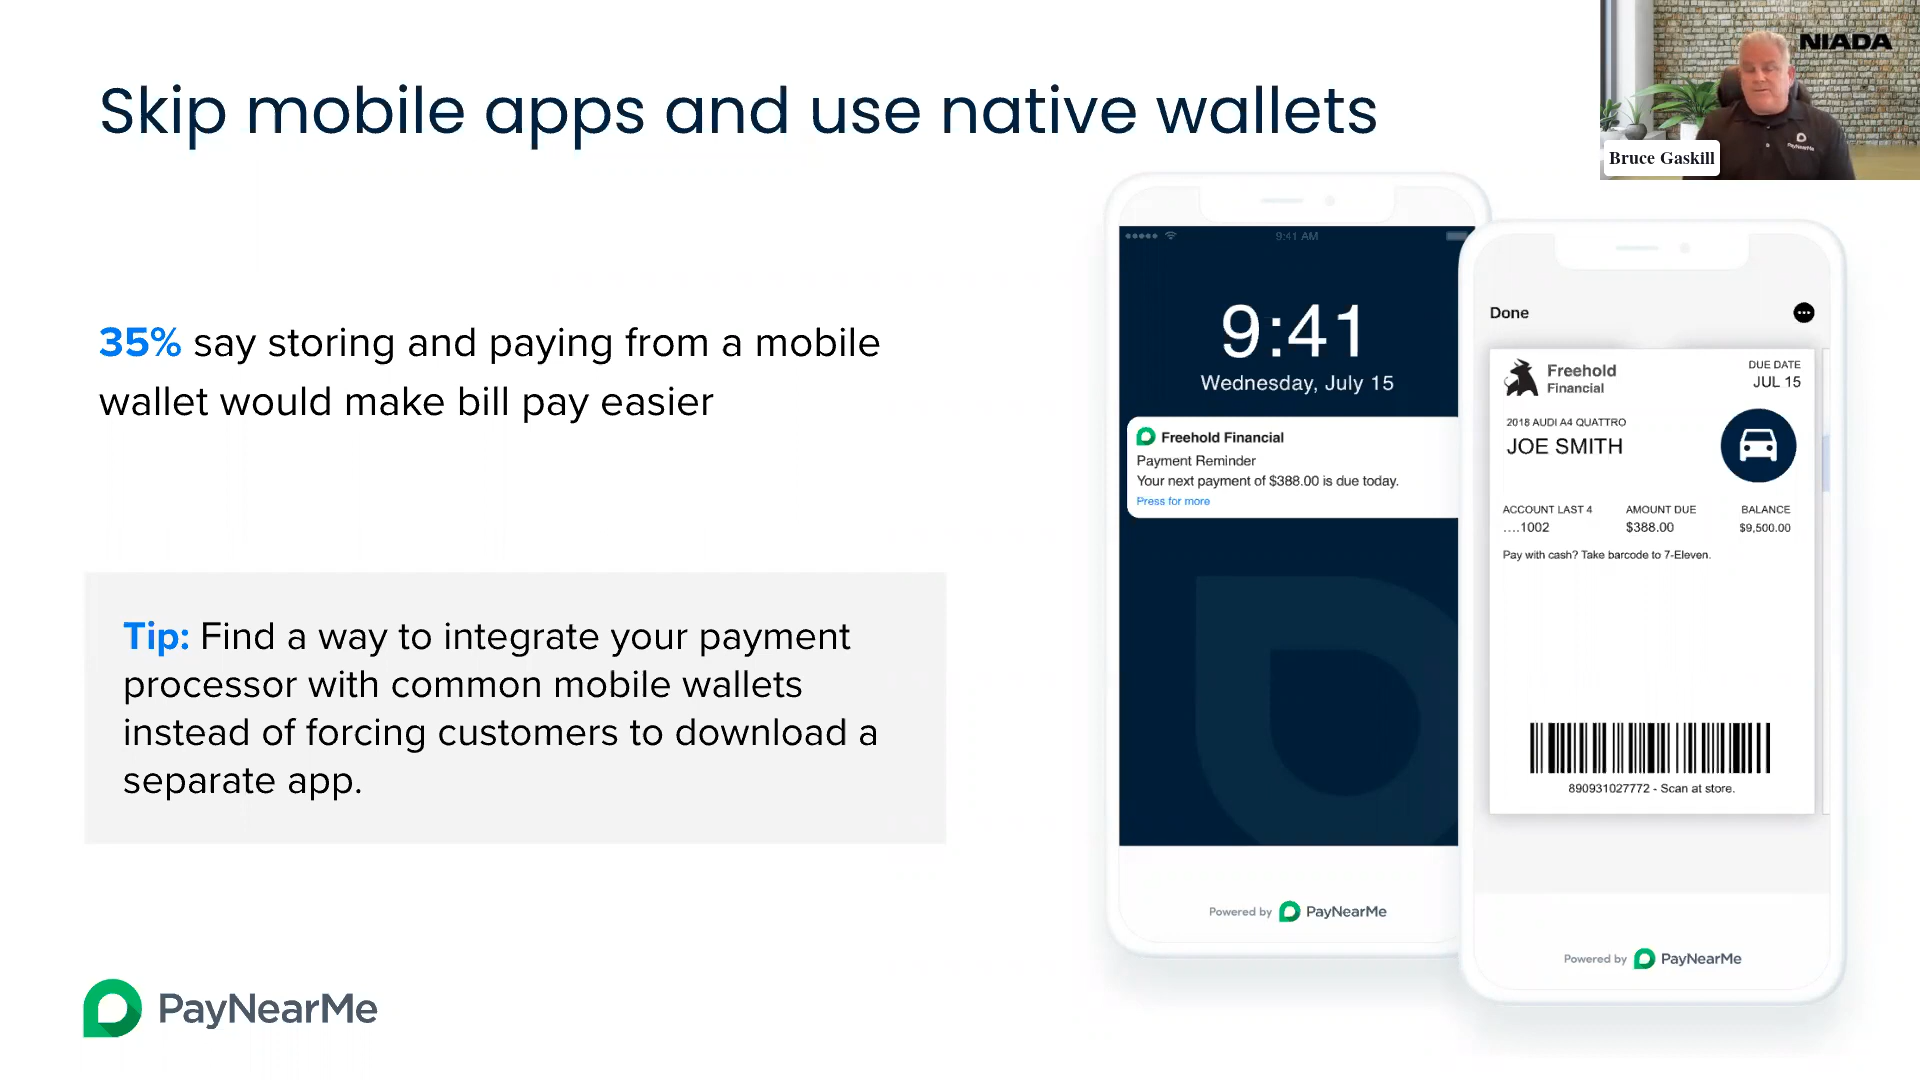 Skip mobile apps and use native wallets
NIADA
PayNearMe
Bruce Gaskill
35% say storing and paying from a mobile
wallet would make bill pay easier
Tip: Find a way to integrate your payment
processor with common mobile wallets
instead of forcing customers to download a
separate app.
9:41 AM
9:41
Wednesday, July 15
Freehold Financial
Payment Reminder
Your next payment of $388.00 is due today.
Press for more
Powered by PayNearMe
Done
Freehold
Financial
DUE DATE
JUL 15
2018 AUDI A4 QUATTRO
JOE SMITH
ACCOUNT LAST 4 AMOUNT DUE BALANCE
....1002 $388.00 $9,500.00
Pay with cash? Take barcode to 7-Eleven.
890931027772 - Scan at store.
Powered by PayNearMe
PayNearMe